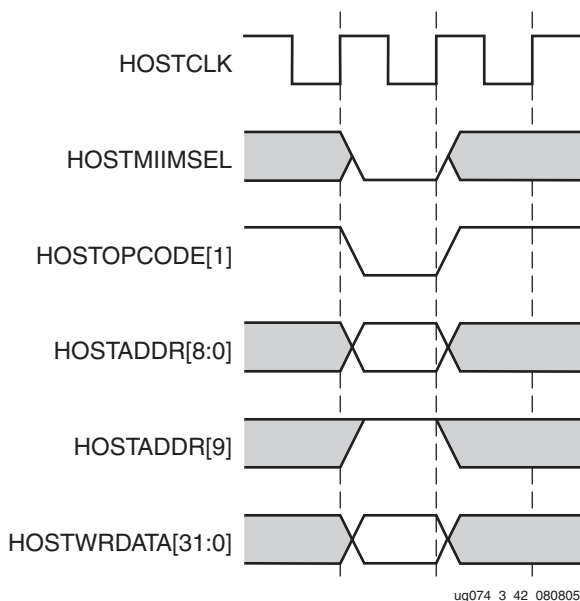 HOSTCLK
HOSTMIIMSEL
HOSTOPCODE[1]
HOSTADDR[8:0]
HOSTADDR[9]
HOSTWRDATA[31:0]
ug074_3_42_080805